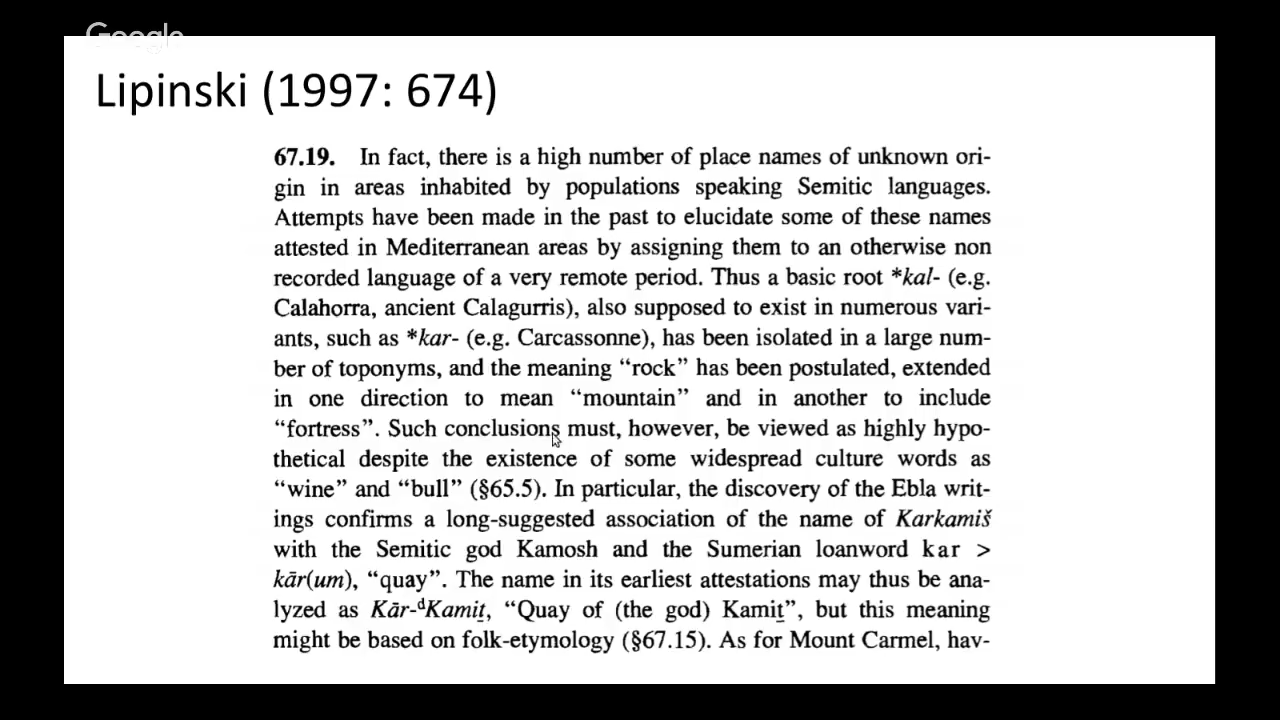 Google
Lipinski (1997: 674)
67.19. In fact, there is a high number of place names of unknown ori-
gin in areas inhabited by populations speaking Semitic languages.
Attempts have been made in the past to elucidate some of these names
attested in Mediterranean areas by assigning them to an otherwise non
recorded language of a very remote period. Thus a basic root *kal- (e.g.
Calahorra, ancient Calagurris), also supposed to exist in numerous vari-
ants, such as *kar- (e.g. Carcassonne), has been isolated in a large num-
ber of toponyms, and the meaning “rock” has been postulated, extended
in one direction to mean “mountain” and in another to include
“fortress”. Such conclusions must, however, be viewed as highly hypo-
thetical despite the existence of some widespread culture words as
“wine” and “bull” (§65.5). In particular, the discovery of the Ebla writ-
ings confirms a long-suggested association of the name of Karkamiš
with the Semitic god Kamosh and the Sumerian loanword kar >
kār(um), “quay”. The name in its earliest attestations may thus be ana-
lyzed as Kār-ᵈKamiṯ, “Quay of (the god) Kamiṯ”, but this meaning
might be based on folk-etymology (§67.15). As for Mount Carmel, hav-